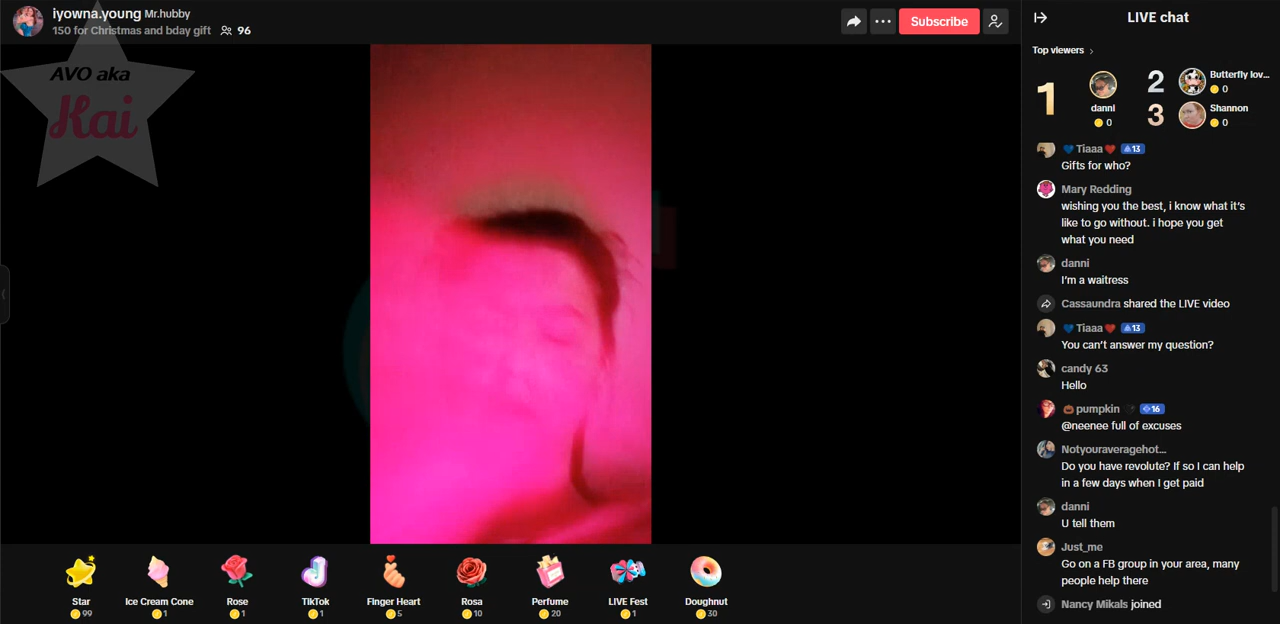 iyowna.young Mr.hubby
150 for Christmas and bday gift 96
Subscribe
AVO aka
Kai
LIVE chat
Top viewers
1
danni
0
2
Butterfly lov...
0
3
Shannon
0
Tiaaa 13
Gifts for who?
Mary Redding
wishing you the best, i know what it's
like to go without. i hope you get
what you need
danni
I'm a waitress
Cassaundra shared the LIVE video
Tiaaa 13
You can't answer my question?
candy 63
Hello
pumpkin 16
@neenee full of excuses
Notyouraveragehot...
Do you have revolute? If so I can help
in a few days when I get paid
danni
U tell them
Just_me
Go on a FB group in your area, many
people help there
Nancy Mikals joined
Star
99
Ice Cream Cone
1
Rose
1
TikTok
1
Finger Heart
5
Rosa
10
Perfume
20
LIVE Fest
1
Doughnut
30